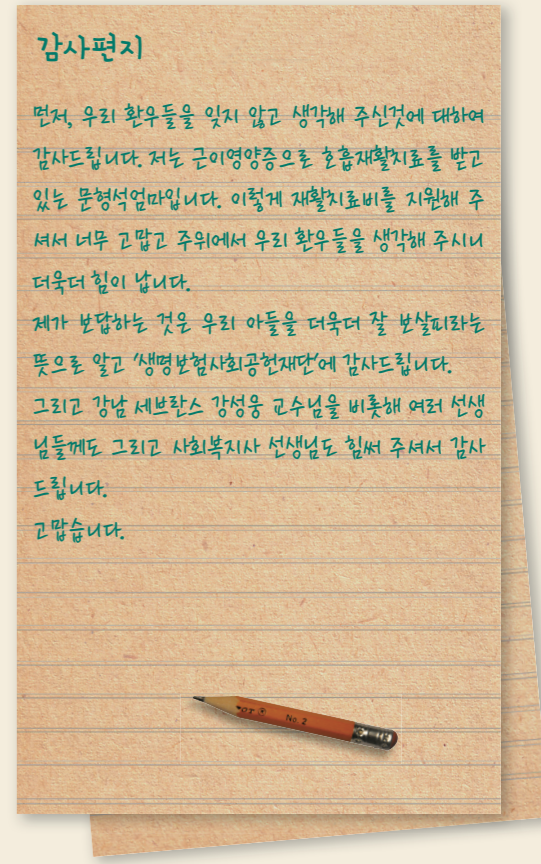 감사편지
먼저, 우리 환우들을 잊지 않고 생각해 주신것에 대하여
감사드립니다. 저는 근이영양증으로 호흡재활치료를 받고
있는 문형석엄마입니다. 이렇게 재활치료비를 지원해 주
셔서 너무 고맙고 주위에서 우리 환우들을 생각해 주시니
더욱더 힘이 납니다.
제가 보답하는 것은 우리 아들을 더욱더 잘 보살피라는
뜻으로 알고 '생명보험사회공헌재단'에 감사드립니다.
그리고 강남 세브란스 강성웅 교수님을 비롯해 여러 선생
님들께도 그리고 사회복지사 선생님도 힘써 주셔서 감사
드립니다.
고맙습니다.
No. 2